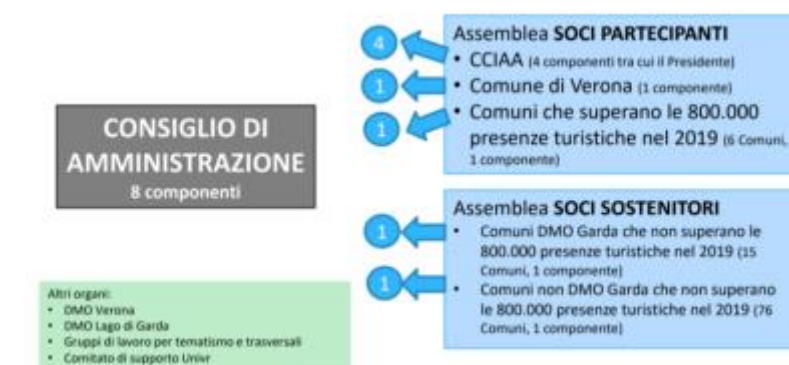 CONSIGLIO DI
AMMINISTRAZIONE
8 componenti
4
1
1
Assemblea SOCI PARTECIPANTI
• CCIAA (4 componenti tra cui il Presidente)
• Comune di Verona (1 componente)
• Comuni che superano le 800.000
presenze turistiche nel 2019 (6 Comuni,
1 componente)
1
1
Assemblea SOCI SOSTENITORI
• Comuni DMO Garda che non superano le
800.000 presenze turistiche nel 2019 (15
Comuni, 1 componente)
• Comuni non DMO Garda che non superano
le 800.000 presenze turistiche nel 2019 (76
Comuni, 1 componente)
Altri organi:
• DMO Verona
• DMO Lago di Garda
• Gruppi di lavoro per tematismo e trasversali
• Comitato di supporto Univr